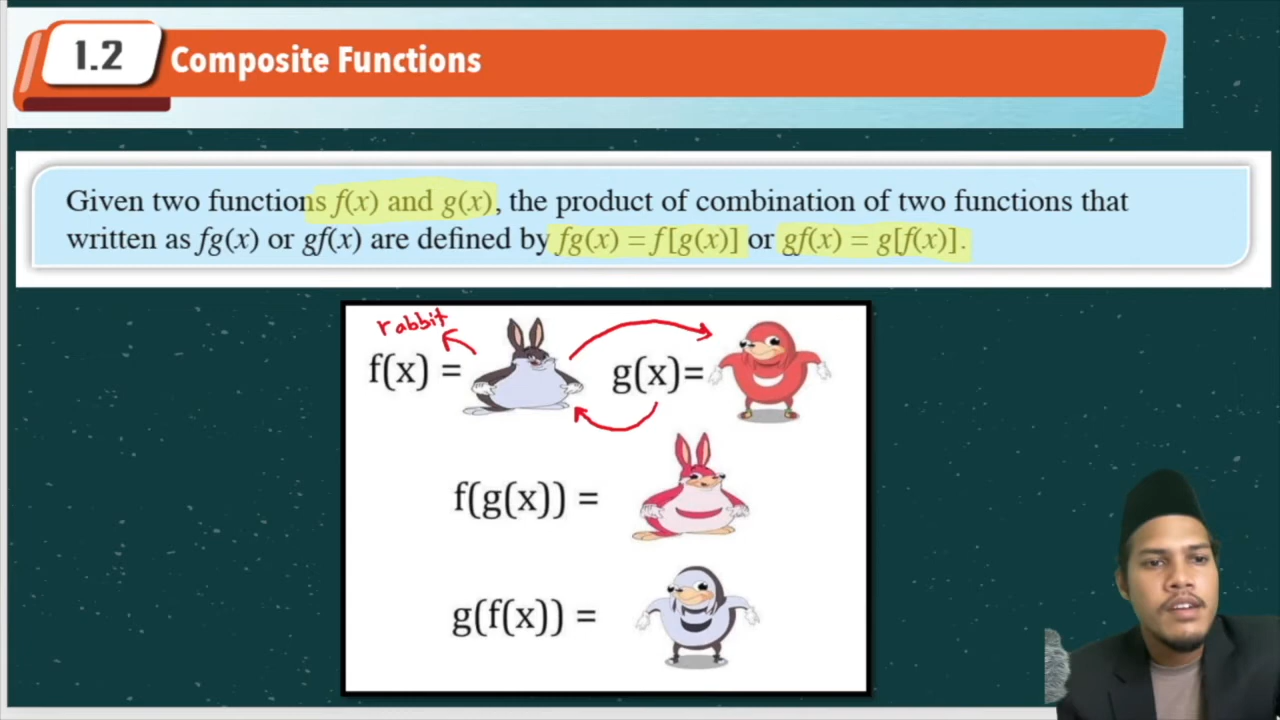 1.2 Composite Functions
Given two functions f(x) and g(x), the product of combination of two functions that
written as fg(x) or gf(x) are defined by fg(x) = f[g(x)] or gf(x) = g[f(x)].
rabbit
f(x) =
g(x)=
f(g(x)) =
g(f(x)) =